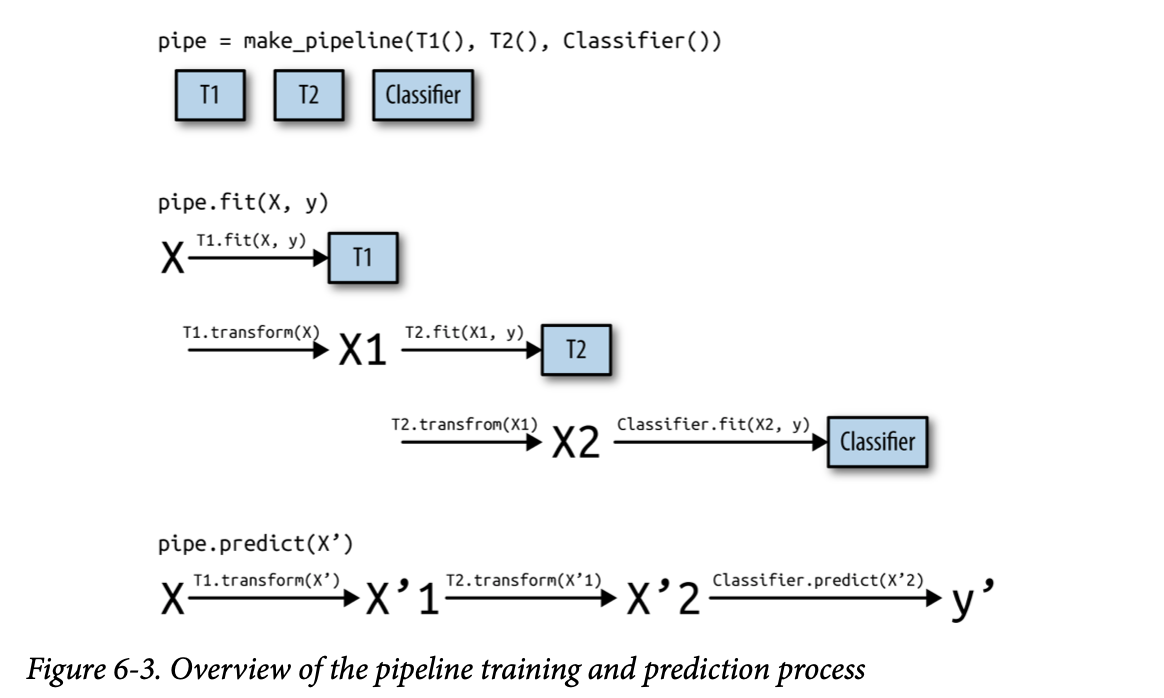 pipe = make_pipeline(T1(), T2(), Classifier())
T1 T2 Classifier
pipe.fit(X, y)
X T1.fit(X, y) T1
T1.transform(X) X1 T2.fit(X1, y) T2
T2.transfrom(X1) X2 Classifier.fit(X2, y) Classifier
pipe.predict(X’)
X T1.transform(X’) X’1 T2.transform(X’1) X’2 Classifier.predict(X’2) y’
Figure 6-3. Overview of the pipeline training and prediction process